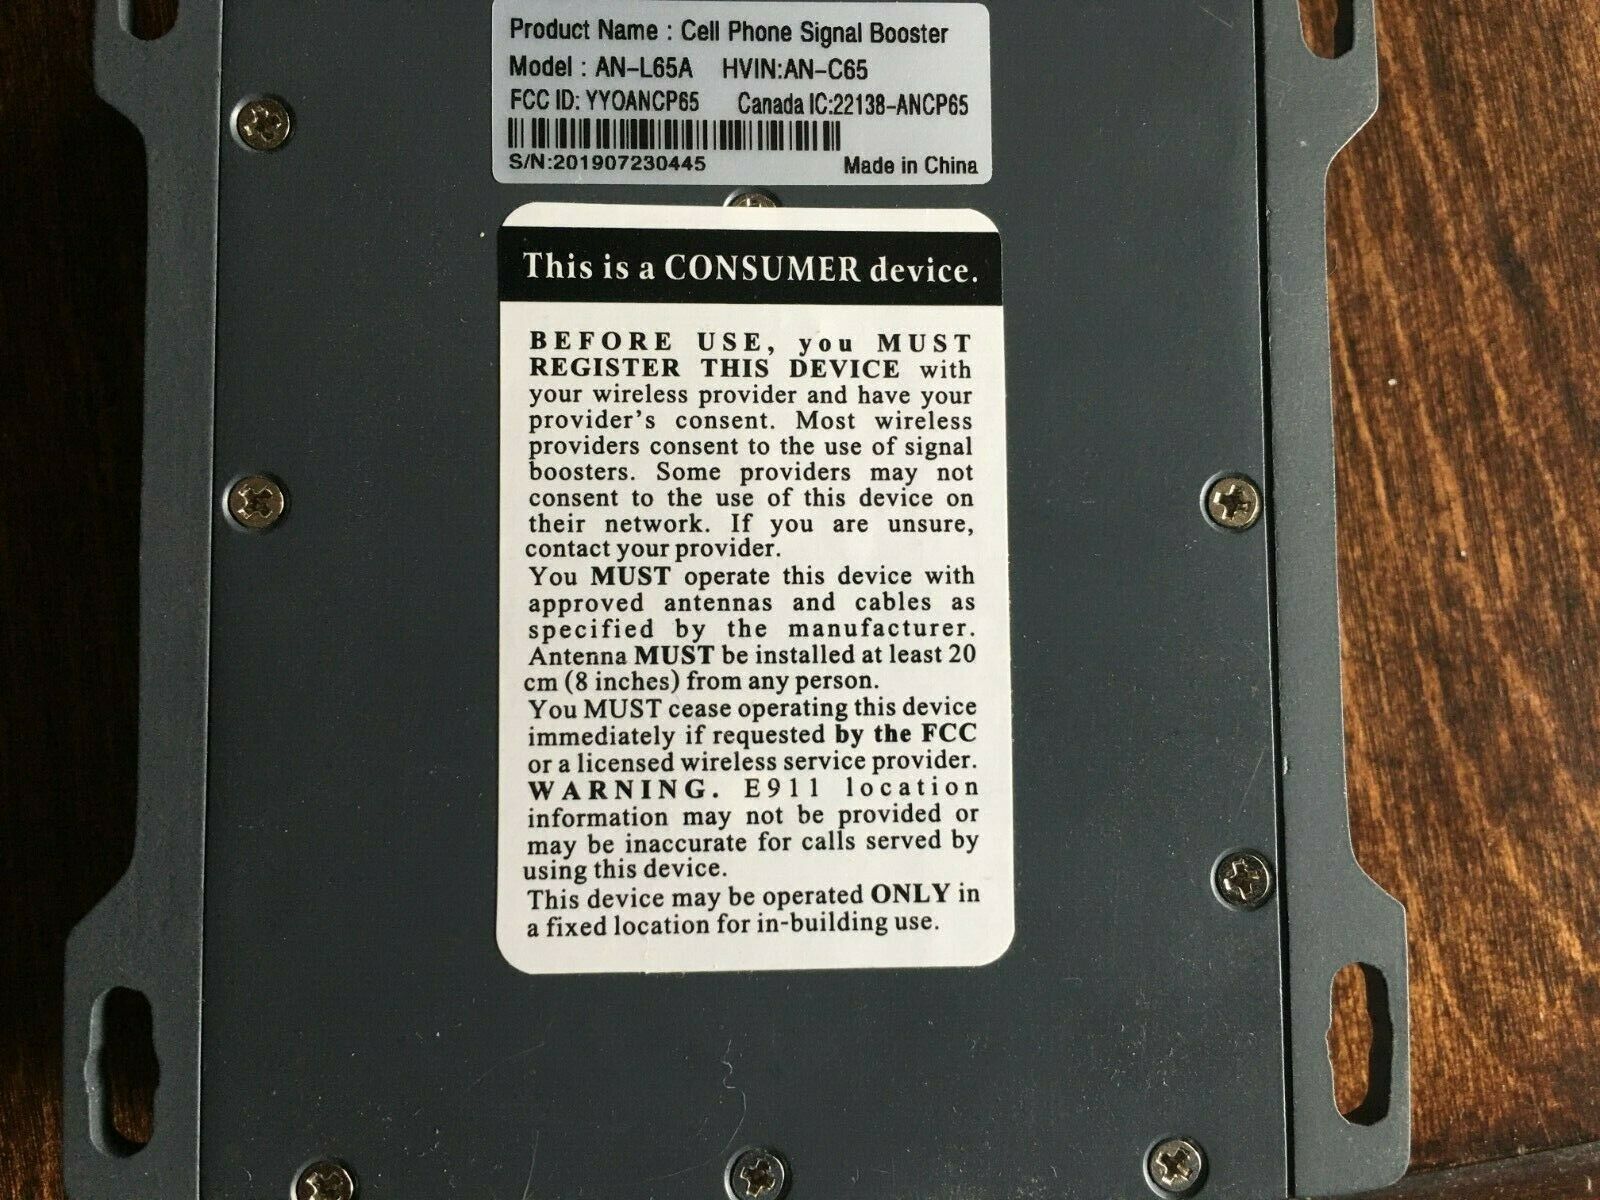 Product Name : Cell Phone Signal Booster
Model : AN-L65A HVIN:AN-C65
FCC ID: YYOANCP65 Canada IC:22138-ANCP65
S/N:201907230445 Made in China
This is a CONSUMER device.
BEFORE USE, you MUST
REGISTER THIS DEVICE with
your wireless provider and have your
provider's consent. Most wireless
providers consent to the use of signal
boosters. Some providers may not
consent to the use of this device on
their network. If you are unsure,
contact your provider.
You MUST operate this device with
approved antennas and cables as
specified by the manufacturer.
Antenna MUST be installed at least 20
cm (8 inches) from any person.
You MUST cease operating this device
immediately if requested by the FCC
or a licensed wireless service provider.
WARNING. E911 location
information may not be provided or
may be inaccurate for calls served by
using this device.
This device may be operated ONLY in
a fixed location for in-building use.